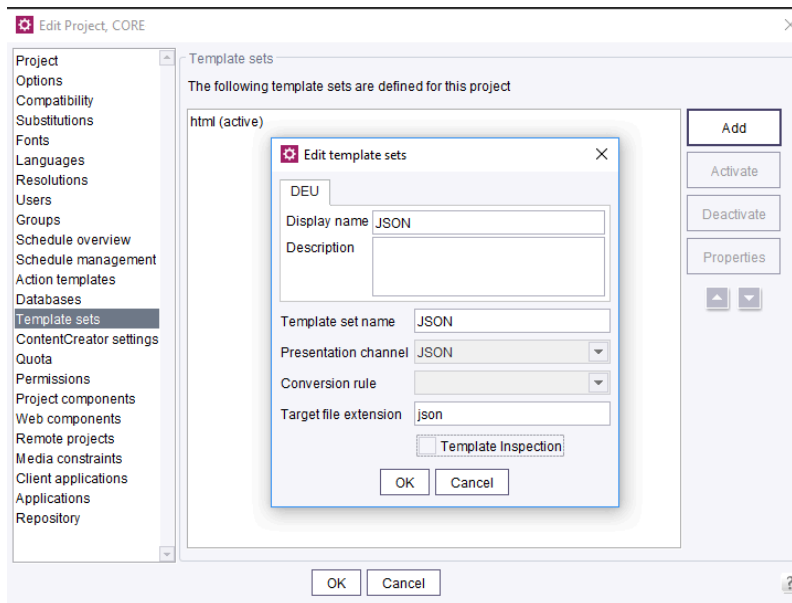 Edit Project, CORE
Project
Options
Compatibility
Substitutions
Fonts
Languages
Resolutions
Users
Groups
Schedule overview
Schedule management
Action templates
Databases
Template sets
ContentCreator settings
Quota
Permissions
Project components
Web components
Remote projects
Media constraints
Client applications
Applications
Repository
Template sets
The following template sets are defined for this project
html (active)
Add
Activate
Deactivate
Properties
Edit template sets
DEU
Display name JSON
Description
Template set name JSON
Presentation channel JSON
Conversion rule
Target file extension json
Template Inspection
OK Cancel
OK Cancel
?